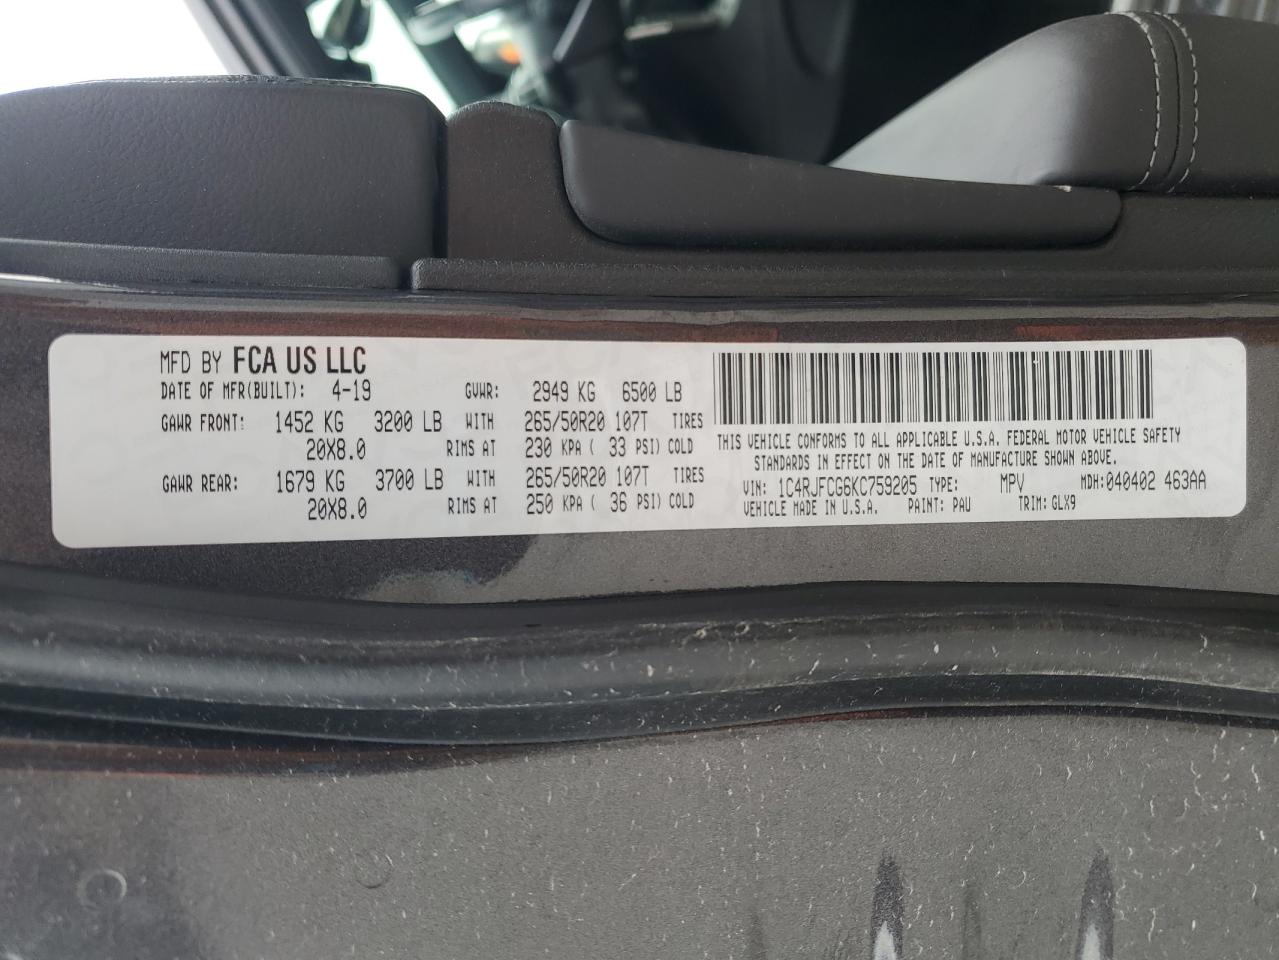 MFD BY FCA US LLC
DATE OF MFR(BUILT): 4-19 GVWR: 2949 KG 6500 LB
GAWR FRONT: 1452 KG 3200 LB WITH 265/50R20 107T TIRES
20X8.0 RIMS AT 230 KPA ( 33 PSI) COLD
GAWR REAR: 1679 KG 3700 LB WITH 265/50R20 107T TIRES
20X8.0 RIMS AT 250 KPA ( 36 PSI) COLD
THIS VEHICLE CONFORMS TO ALL APPLICABLE U.S.A. FEDERAL MOTOR VEHICLE SAFETY
STANDARDS IN EFFECT ON THE DATE OF MANUFACTURE SHOWN ABOVE.
VIN: 1C4RJFCG6KC759205 TYPE: MPV MDH:040402 463AA
VEHICLE MADE IN U.S.A. PAINT: PAU TRIM: GLX9